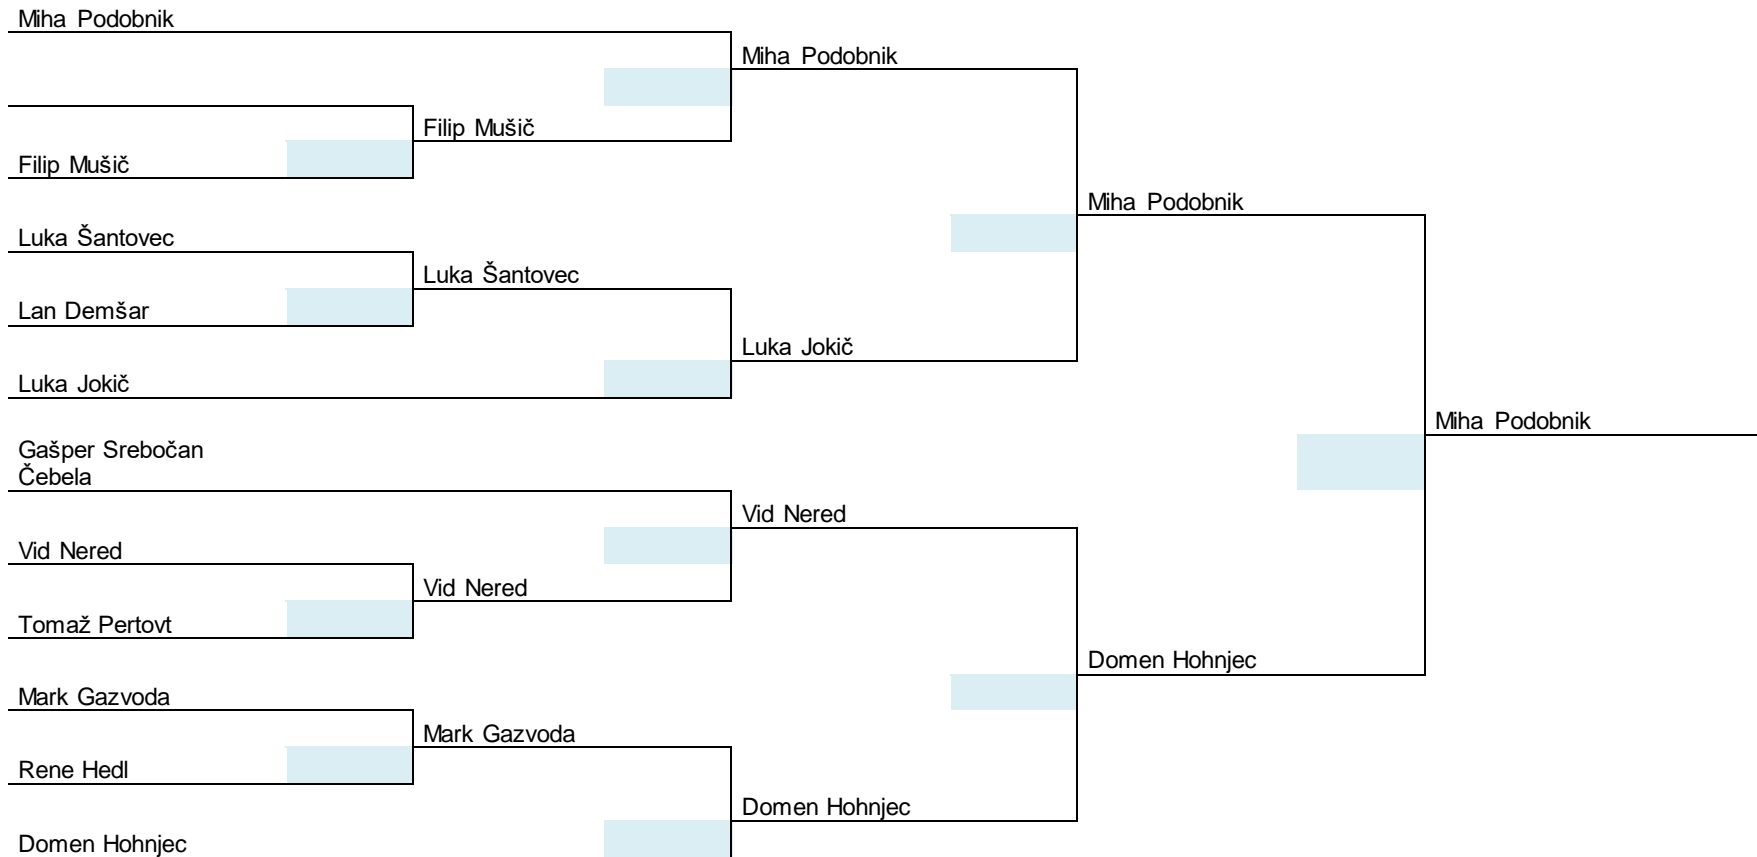 Miha Podobnik
Miha Podobnik
Filip Mušič
Filip Mušič
Miha Podobnik
Luka Šantovec
Luka Šantovec
Lan Demšar
Luka Jokič
Luka Jokič
Miha Podobnik
Gašper Srebočan
Čebela
Vid Nered
Vid Nered
Vid Nered
Tomaž Pertovt
Domen Hohnjec
Mark Gazvoda
Mark Gazvoda
Rene Hedl
Domen Hohnjec
Domen Hohnjec